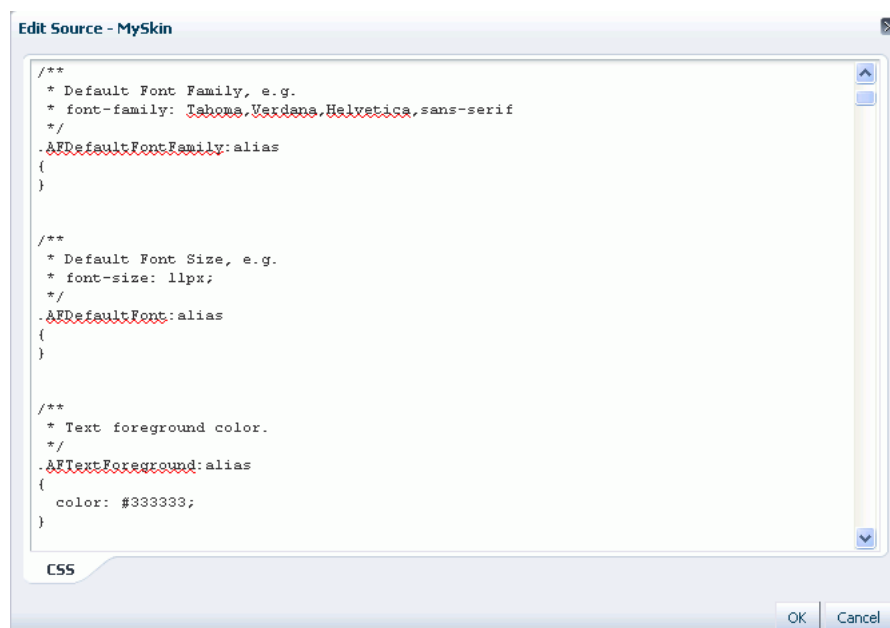 Edit Source - MySkin
/**
 * Default Font Family, e.g.
 * font-family: Tahoma,Verdana,Helvetica,sans-serif
 */
.AFDefaultFontFamily:alias
{
}
/**
 * Default Font Size, e.g.
 * font-size: 11px;
 */
.AFDefaultFont:alias
{
}
/**
 * Text foreground color.
 */
.AFTextForeground:alias
{
  color: #333333;
}
CSS
OK Cancel